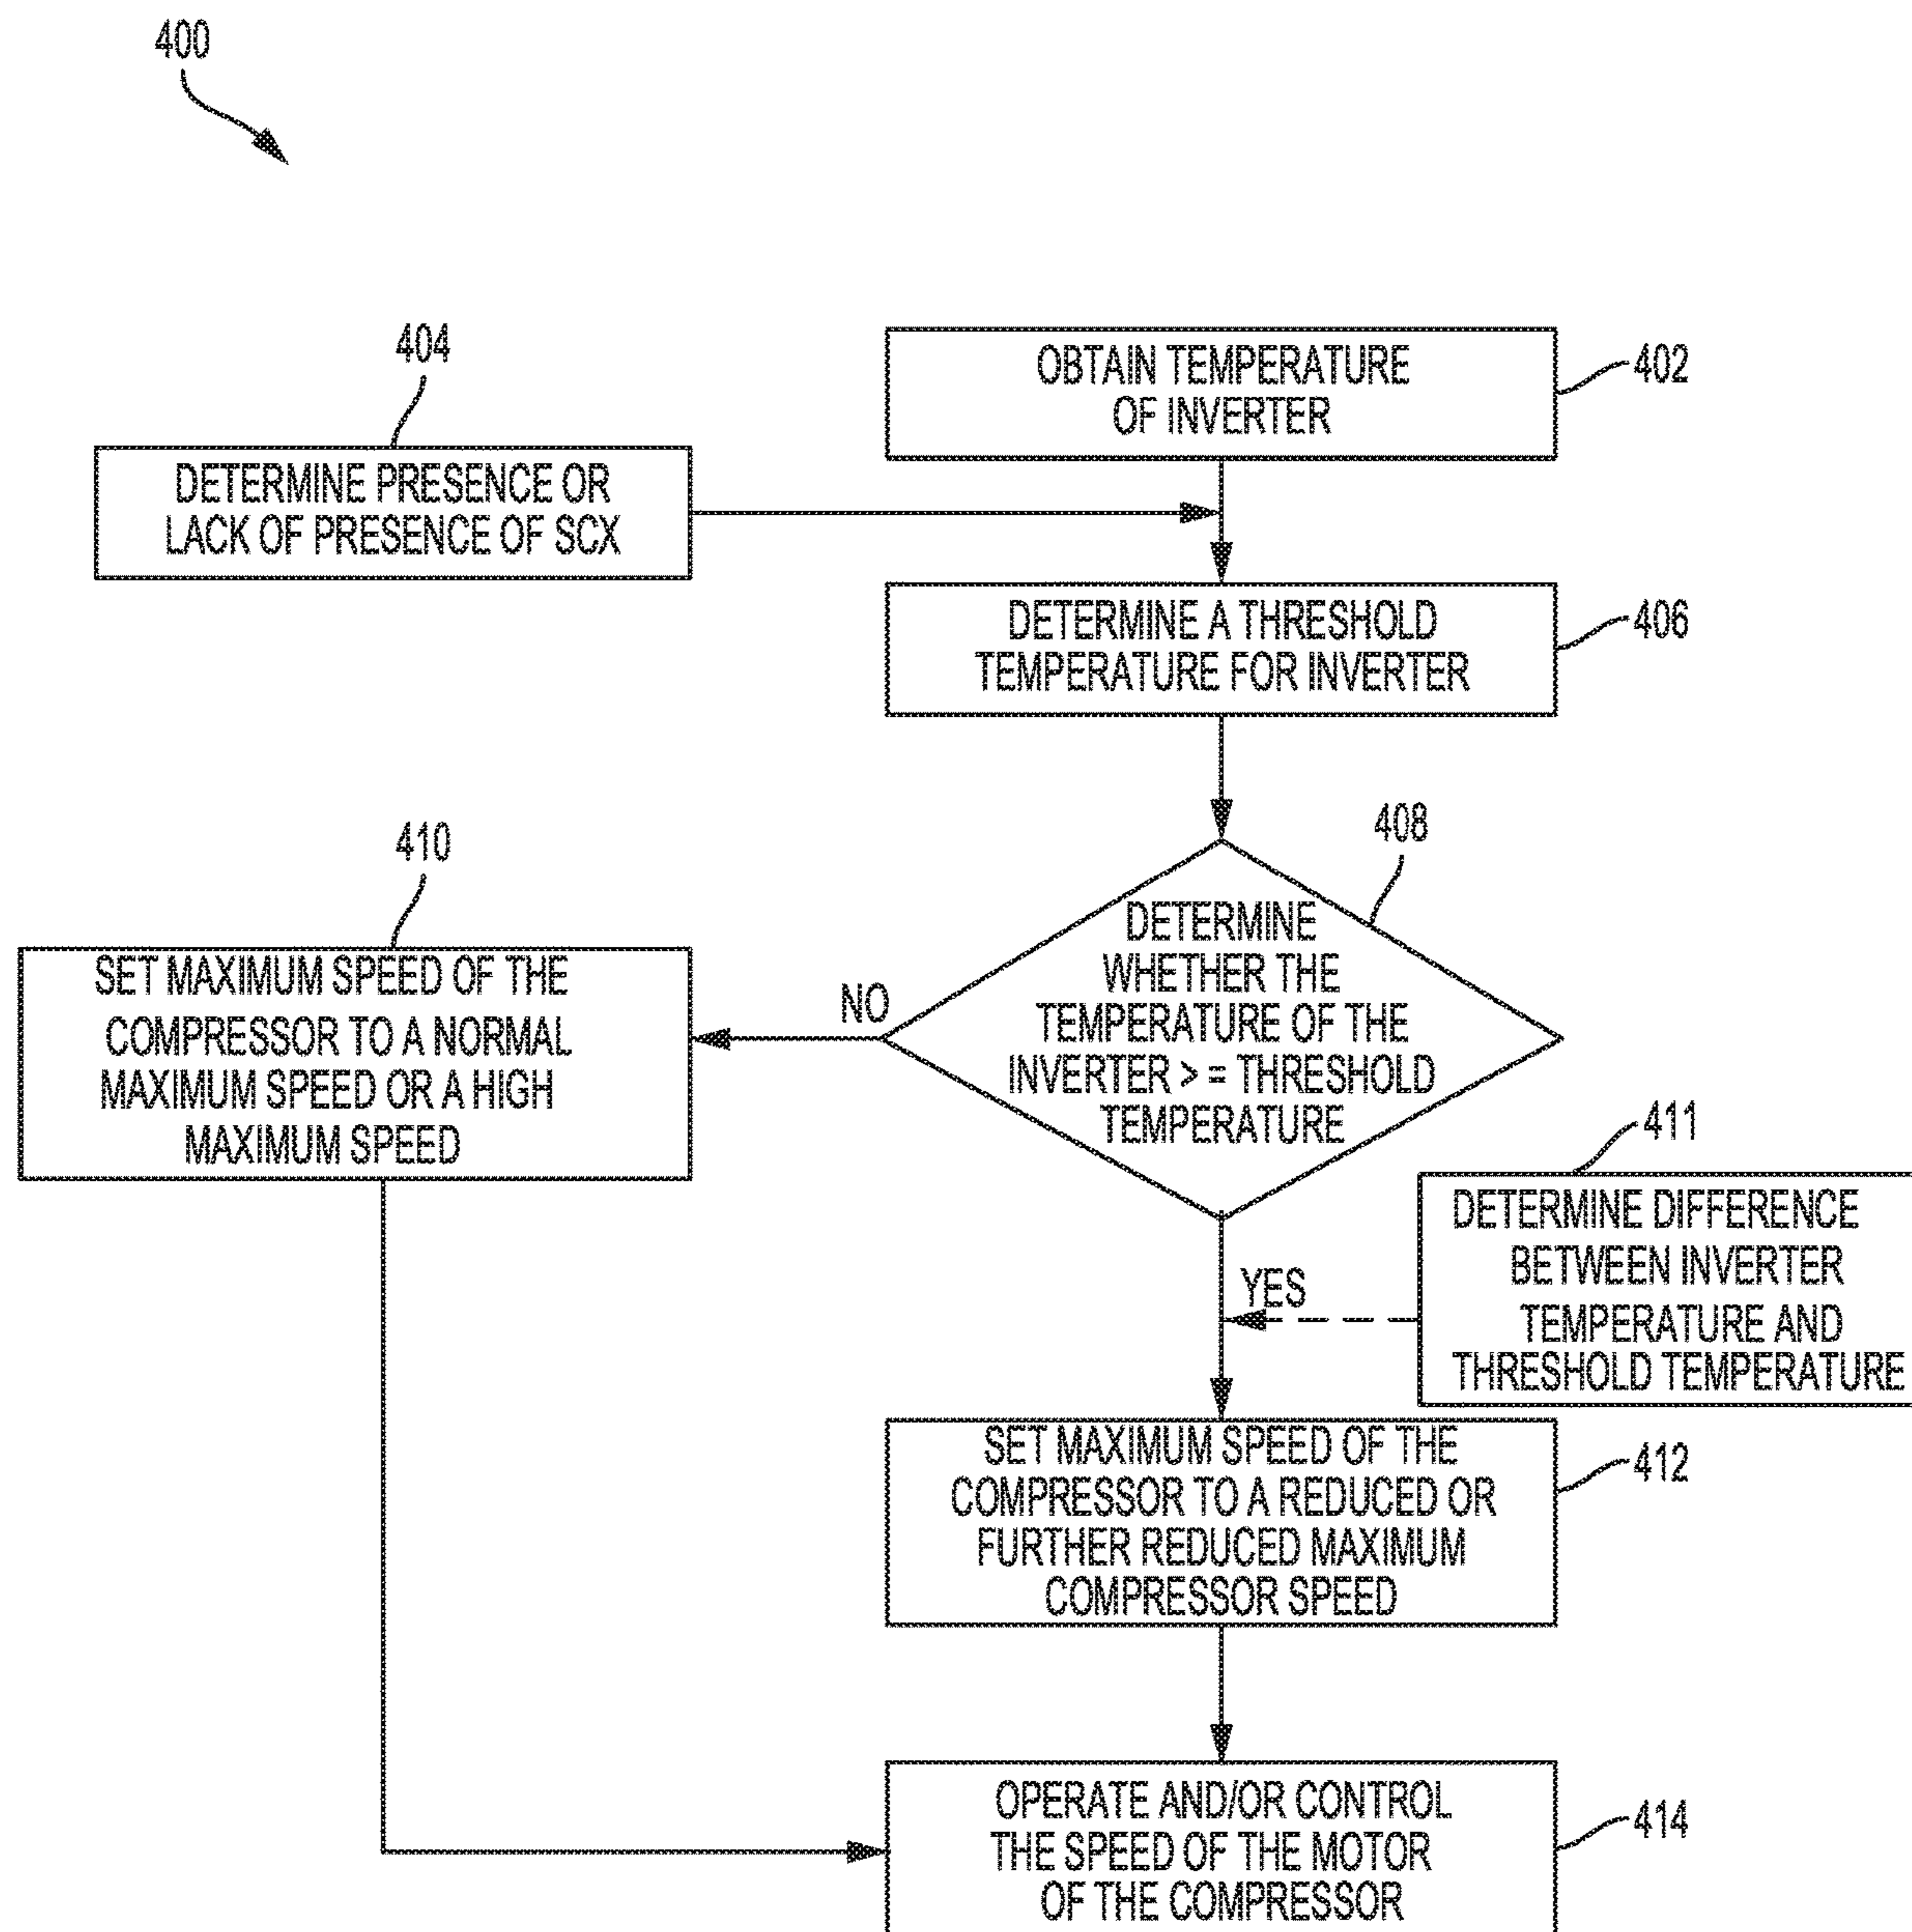 400
404
DETERMINE PRESENCE OR
LACK OF PRESENCE OF SCX
OBTAIN TEMPERATURE
OF INVERTER
402
DETERMINE A THRESHOLD
TEMPERATURE FOR INVERTER
406
408
DETERMINE
WHETHER THE
TEMPERATURE OF THE
INVERTER > = THRESHOLD
TEMPERATURE
NO
410
SET MAXIMUM SPEED OF THE
COMPRESSOR TO A NORMAL
MAXIMUM SPEED OR A HIGH
MAXIMUM SPEED
411
DETERMINE DIFFERENCE
BETWEEN INVERTER
TEMPERATURE AND
THRESHOLD TEMPERATURE
YES
SET MAXIMUM SPEED OF THE
COMPRESSOR TO A REDUCED OR
FURTHER REDUCED MAXIMUM
COMPRESSOR SPEED
412
OPERATE AND/OR CONTROL
THE SPEED OF THE MOTOR
OF THE COMPRESSOR
414